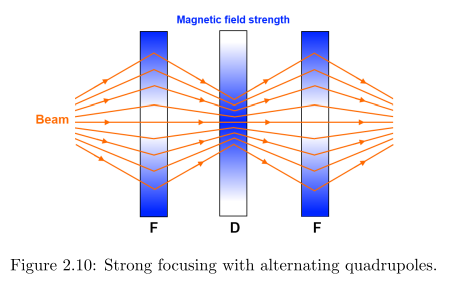 Magnetic field strength
Beam
F D F
Figure 2.10: Strong focusing with alternating quadrupoles.